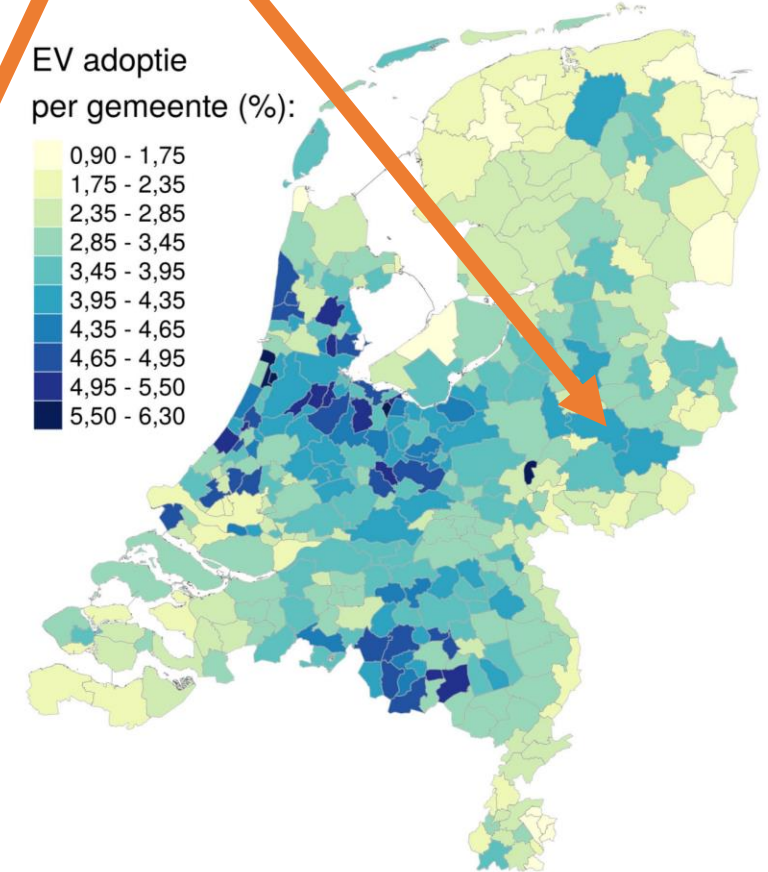 EV adoptie
per gemeente (%):
0,90 - 1,75
1,75 - 2,35
2,35 - 2,85
2,85 - 3,45
3,45 - 3,95
3,95 - 4,35
4,35 - 4,65
4,65 - 4,95
4,95 - 5,50
5,50 - 6,30